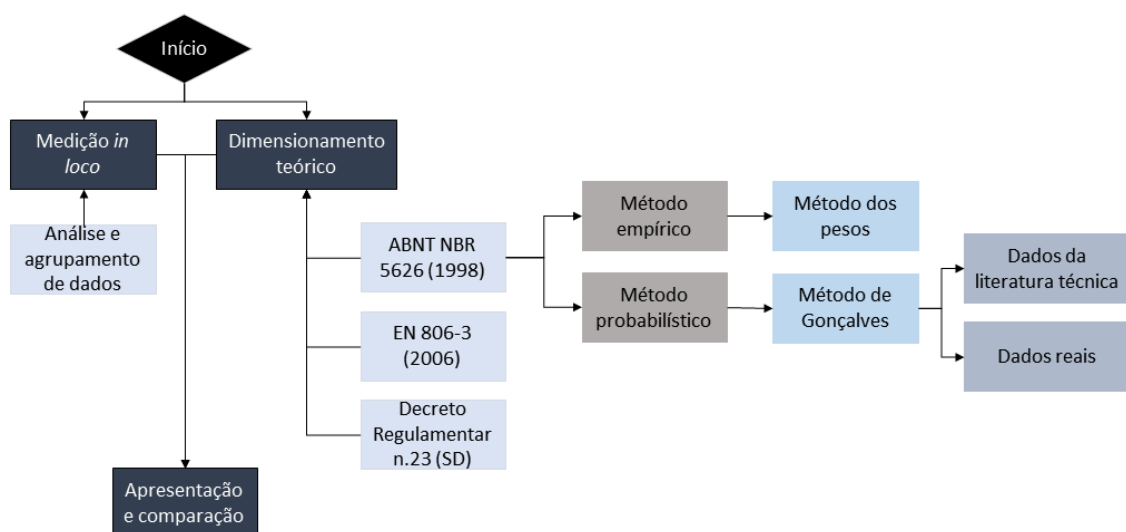 Início
Medição in
loco
Dimensionamento
teórico
Análise e
agrupamento
de dados
ABNT NBR
5626 (1998)
EN 806-3
(2006)
Decreto
Regulamentar
n.23 (SD)
Método
empírico
Método dos
pesos
Método
probabilístico
Método de
Gonçalves
Dados da
literatura técnica
Dados reais
Apresentação
e comparação